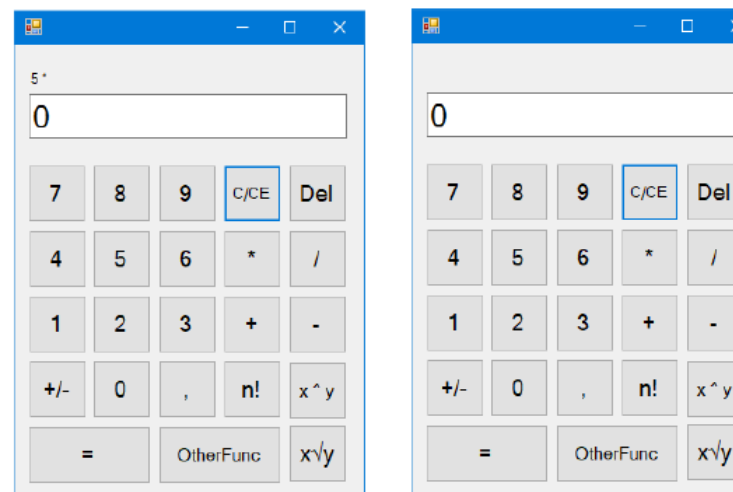 5 *
0
7 8 9 C/CE Del
4 5 6 * /
1 2 3 + -
+/- 0 , n! x ^ y
= OtherFunc x√y
0
7 8 9 C/CE Del
4 5 6 * /
1 2 3 + -
+/- 0 , n! x ^ y
= OtherFunc x√y